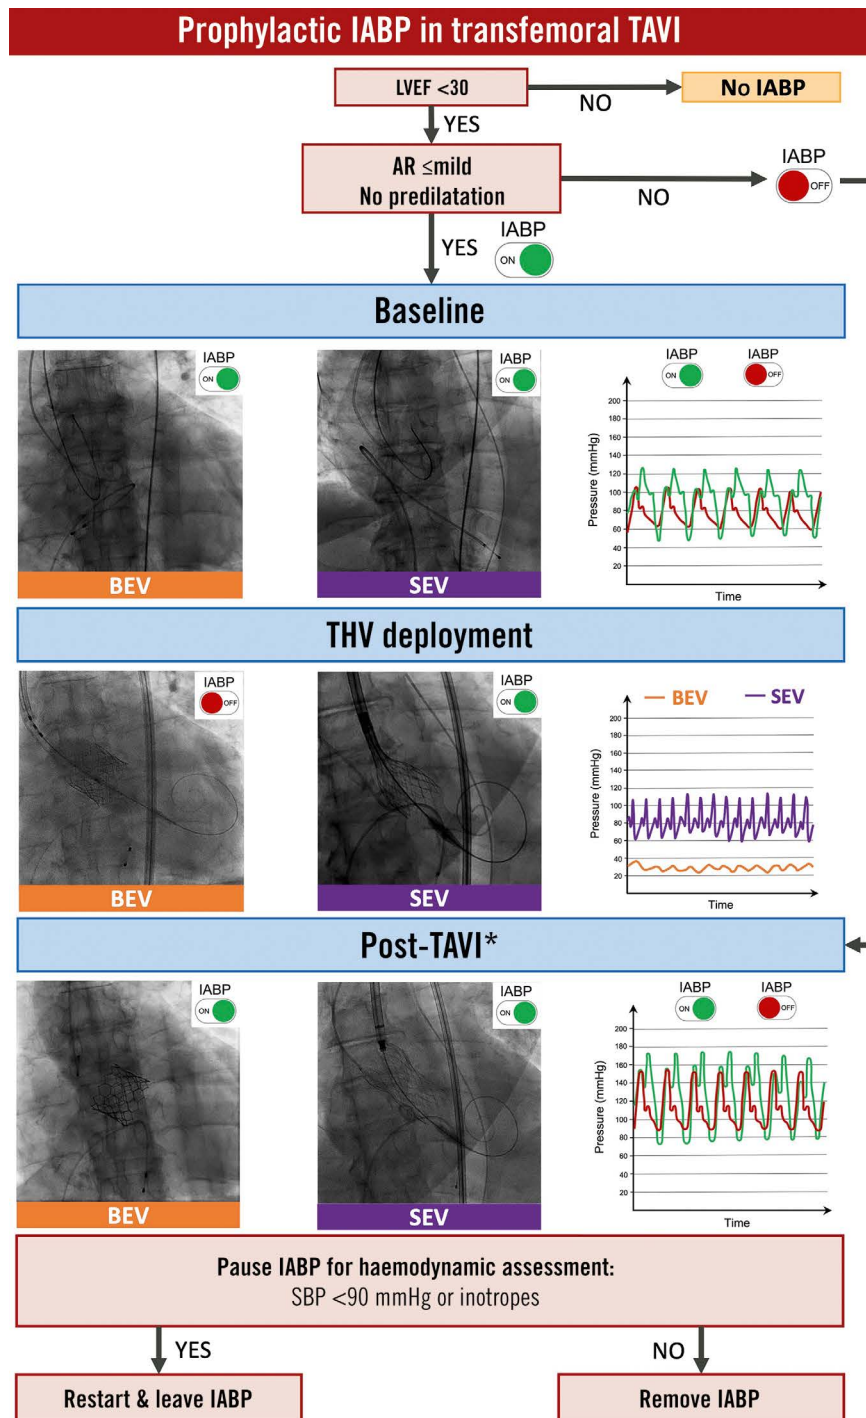 Prophylactic IABP in transfemoral TAVI
LVEF <30
NO
No IABP
YES
AR ≤mild
No predilatation
NO
IABP
OFF
YES
IABP
ON
Baseline
IABP
ON
BEV
IABP
ON
SEV
IABP
ON
IABP
OFF
Pressure (mmHg)
200
180
160
140
120
100
80
60
40
20
Time
THV deployment
IABP
OFF
BEV
IABP
ON
SEV
BEV
SEV
Pressure (mmHg)
200
180
160
140
120
100
80
60
40
20
Time
Post-TAVI*
IABP
ON
BEV
IABP
ON
SEV
IABP
ON
IABP
OFF
Pressure (mmHg)
200
180
160
140
120
100
80
60
40
20
Time
Pause IABP for haemodynamic assessment:
SBP <90 mmHg or inotropes
YES
NO
Restart & leave IABP
Remove IABP